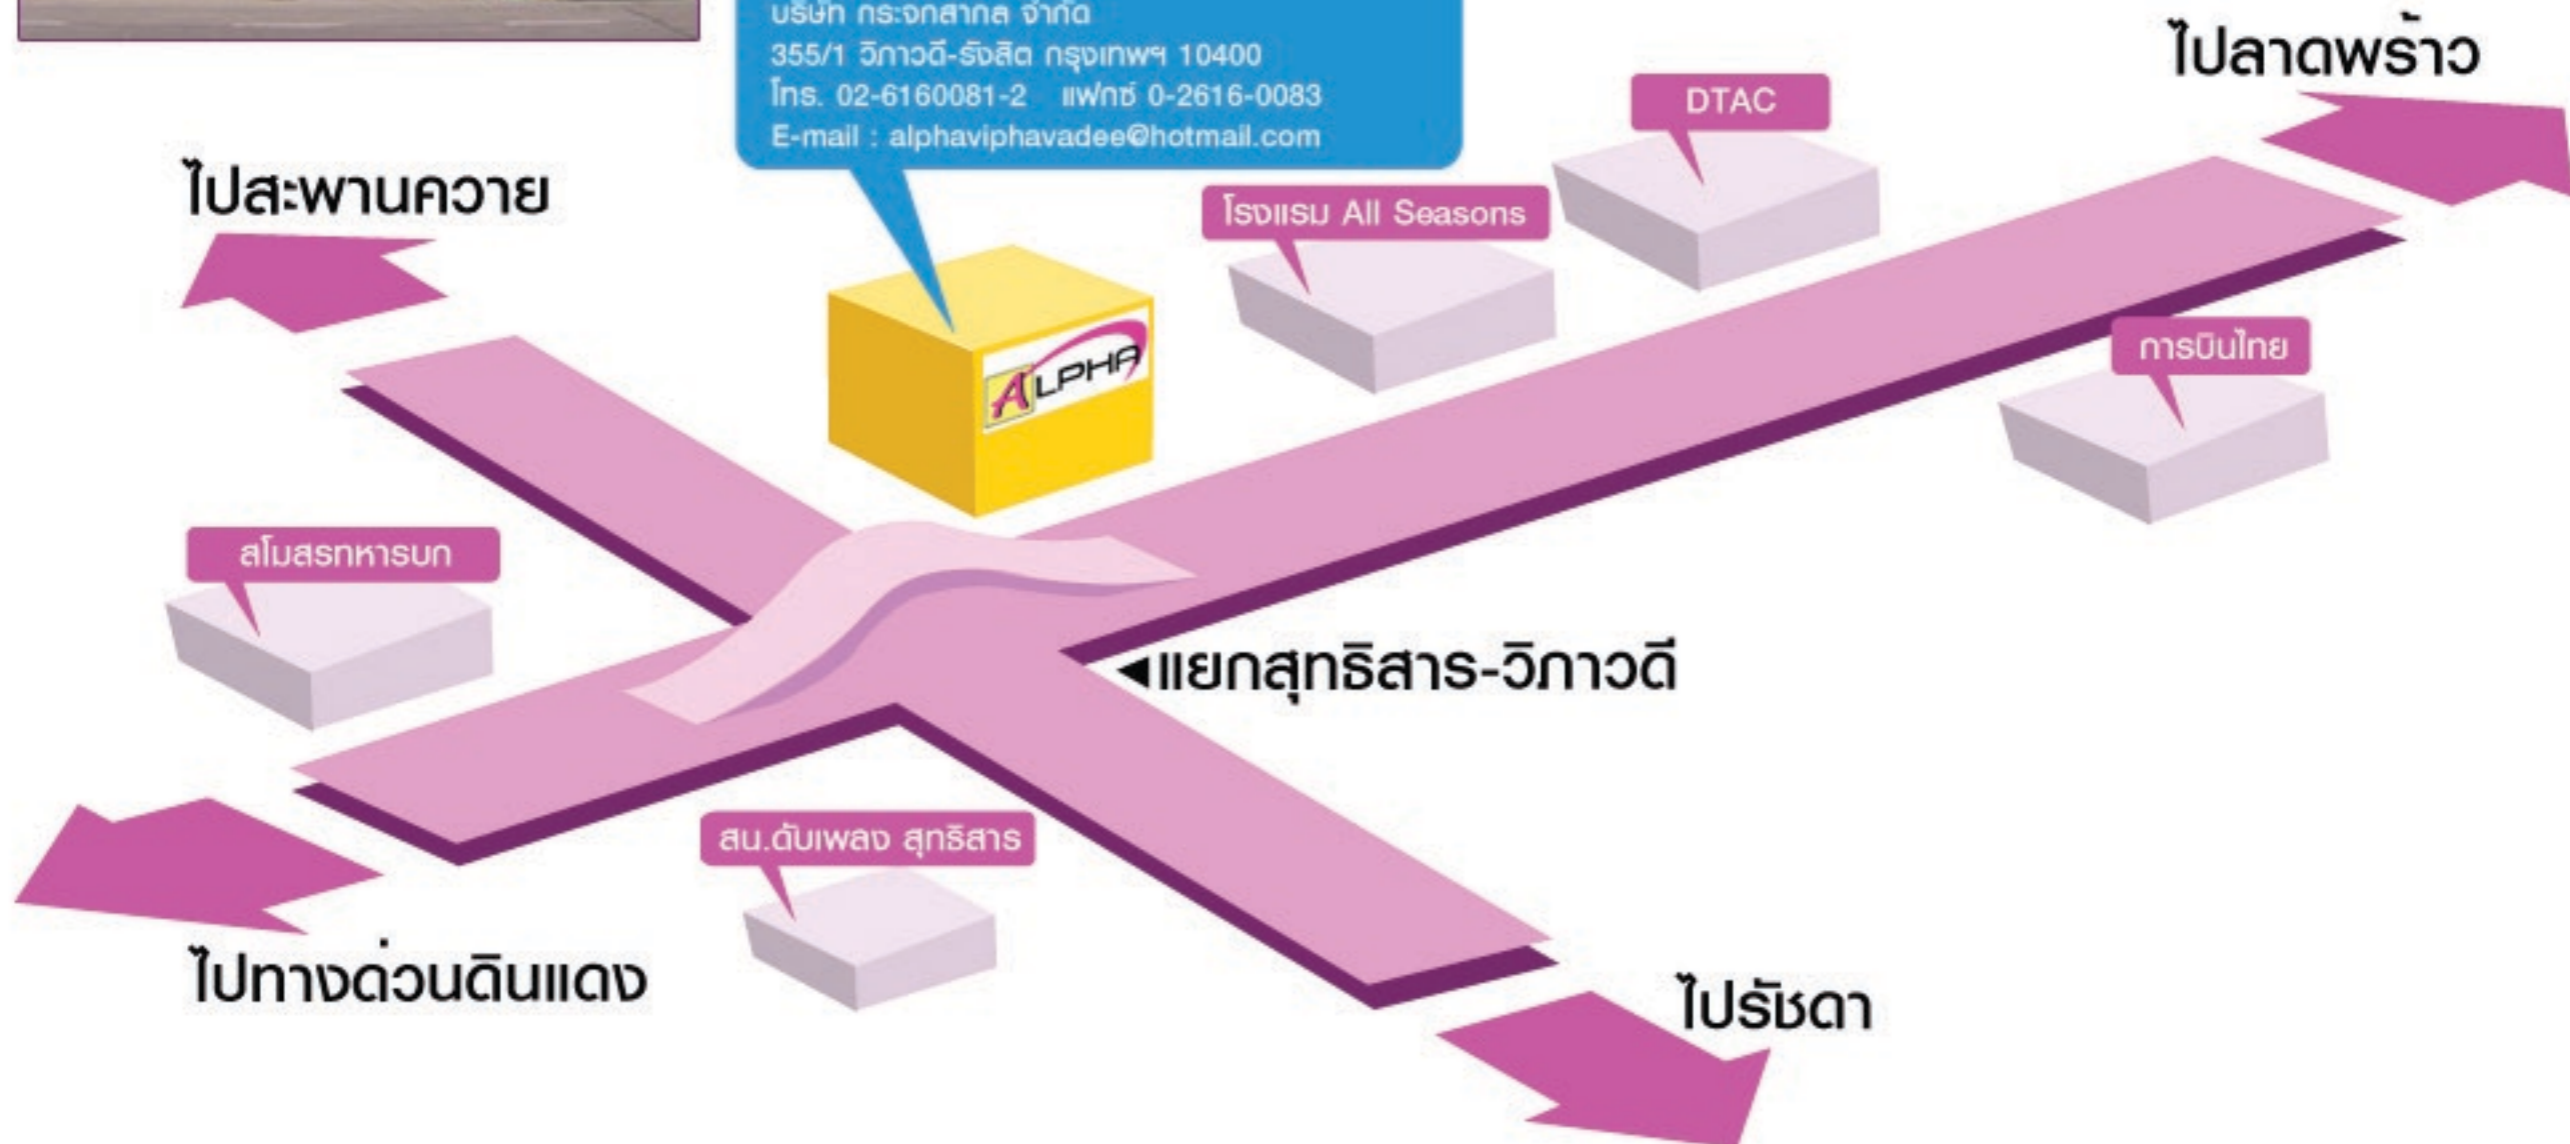 บริษัท กระจกสากล จำกัด
355/1 วิภาวดี-รังสิต กรุงเทพฯ 10400
โทร. 02-6160081-2 แฟกซ์ 0-2616-0083
E-mail : alphaviphavadee@hotmail.com
ไปลาดพร้าว
DTAC
ไปสะพานควาย
โรงแรม All Seasons
ALPHA
การบินไทย
สโมสรทหารบก
แยกสุทธิสาร-วิภาวดี
สน.ดับเพลง สุทธิสาร
ไปทางด่วนดินแดง
ไปรัชดา